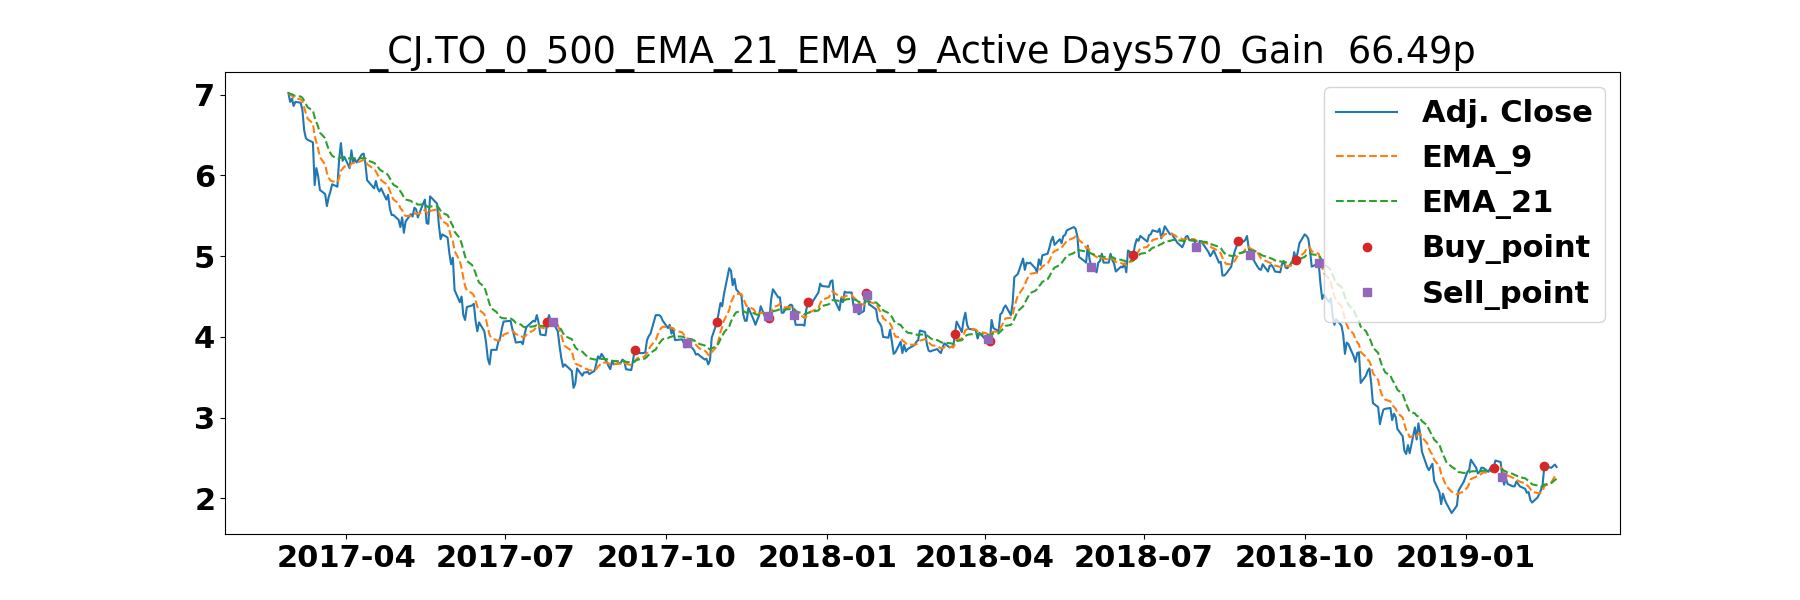 _CJ.TO_0_500_EMA_21_EMA_9_Active Days570_Gain  66.49p
7
6
5
4
3
2
Adj. Close
EMA_9
EMA_21
Buy_point
Sell_point
2017-04 2017-07 2017-10 2018-01 2018-04 2018-07 2018-10 2019-01